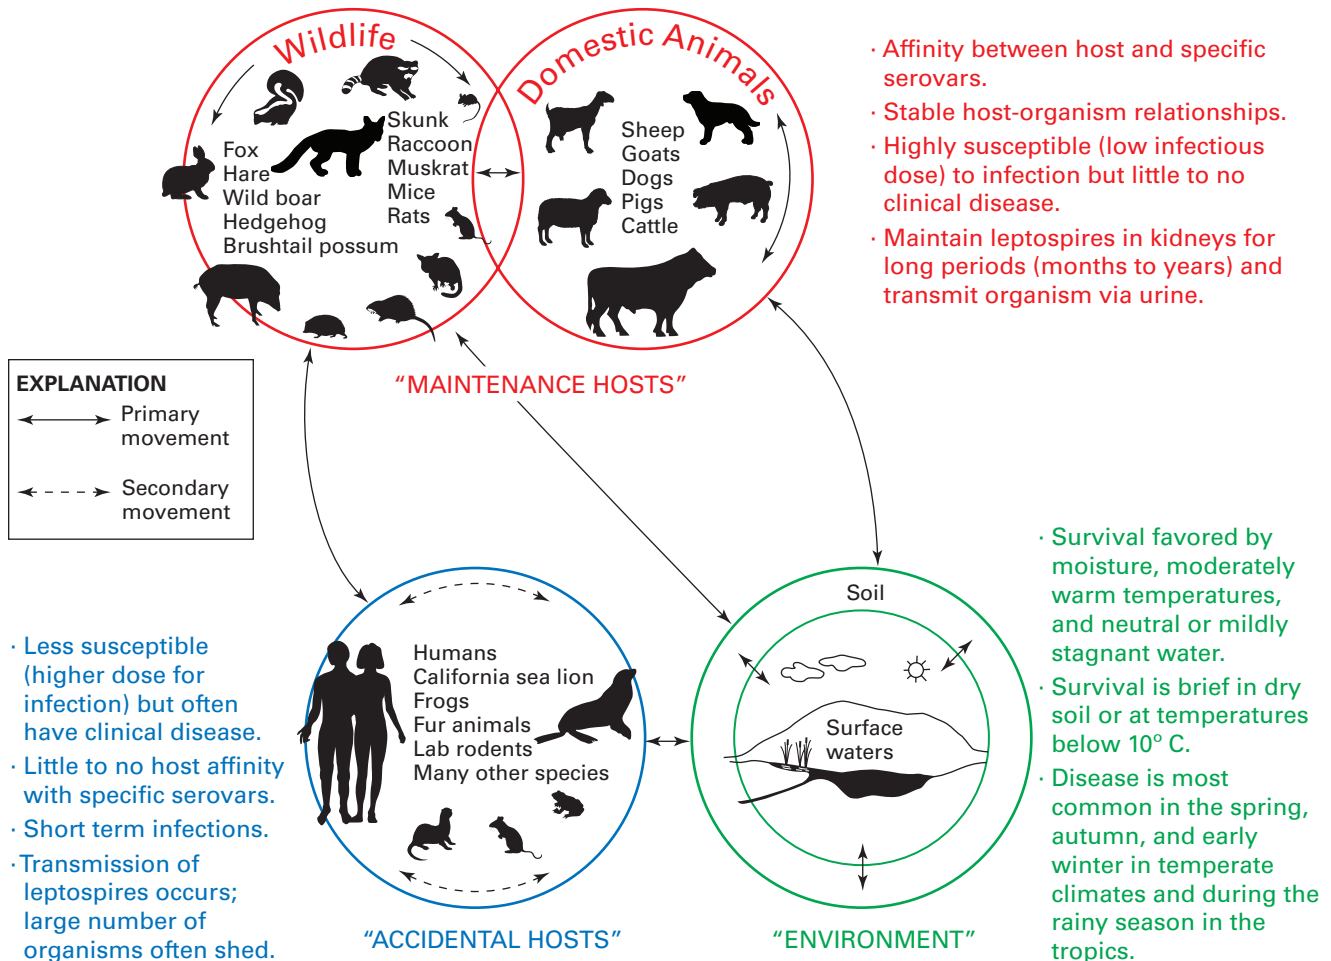 Wildlife
Domestic Animals
Skunk
Raccoon
Muskrat
Mice
Rats
Fox
Hare
Wild boar
Hedgehog
Brushtail possum
Sheep
Goats
Dogs
Pigs
Cattle
· Affinity between host and specific
serovars.
· Stable host-organism relationships.
· Highly susceptible (low infectious
dose) to infection but little to no
clinical disease.
· Maintain leptospires in kidneys for
long periods (months to years) and
transmit organism via urine.
“MAINTENANCE HOSTS”
EXPLANATION
Primary
movement
Secondary
movement
· Less susceptible
(higher dose for
infection) but often
have clinical disease.
· Little to no host affinity
with specific serovars.
· Short term infections.
· Transmission of
leptospires occurs;
large number of
organisms often shed.
Humans
California sea lion
Frogs
Fur animals
Lab rodents
Many other species
“ACCIDENTAL HOSTS”
Soil
Surface
waters
“ENVIRONMENT”
· Survival favored by
moisture, moderately
warm temperatures,
and neutral or mildly
stagnant water.
· Survival is brief in dry
soil or at temperatures
below 10° C.
· Disease is most
common in the spring,
autumn, and early
winter in temperate
climates and during the
rainy season in the
tropics.